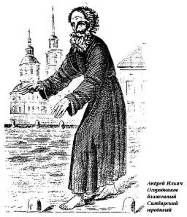 Андрей Ильич
Огородников
блаженный
Симбирский
юродивый